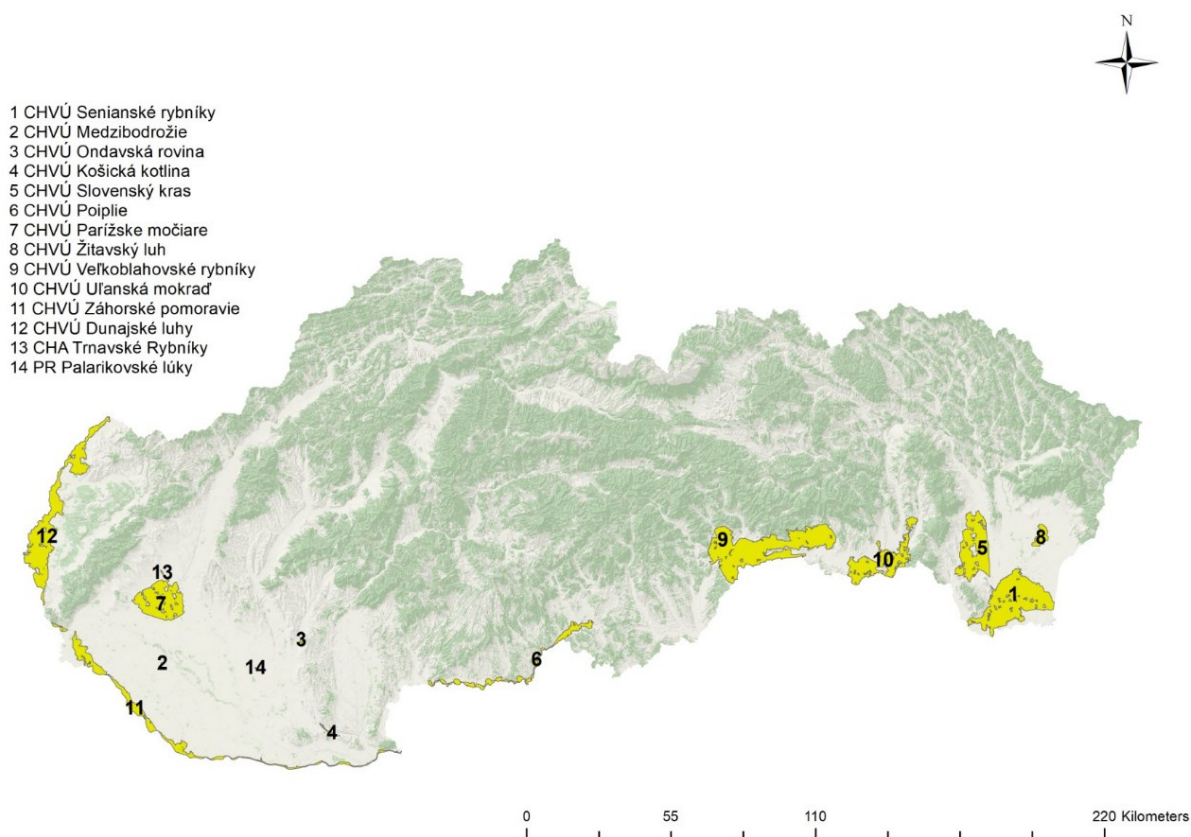 N
1 CHVÚ Senianské rybníky
2 CHVÚ Medzibodrožie
3 CHVÚ Ondavská rovina
4 CHVÚ Košická kotlina
5 CHVÚ Slovenský kras
6 CHVÚ Poiplie
7 CHVÚ Parížske močiare
8 CHVÚ Žitavský luh
9 CHVÚ Veľkoblahovské rybníky
10 CHVÚ Uľanská mokraď
11 CHVÚ Záhorské pomoravie
12 CHVÚ Dunajské luhy
13 CHA Trnavské Rybníky
14 PR Palarikovské lúky
12
9
5
8
10
13
7
1
3
2
14
6
11
4
0 55 110 220 Kilometers